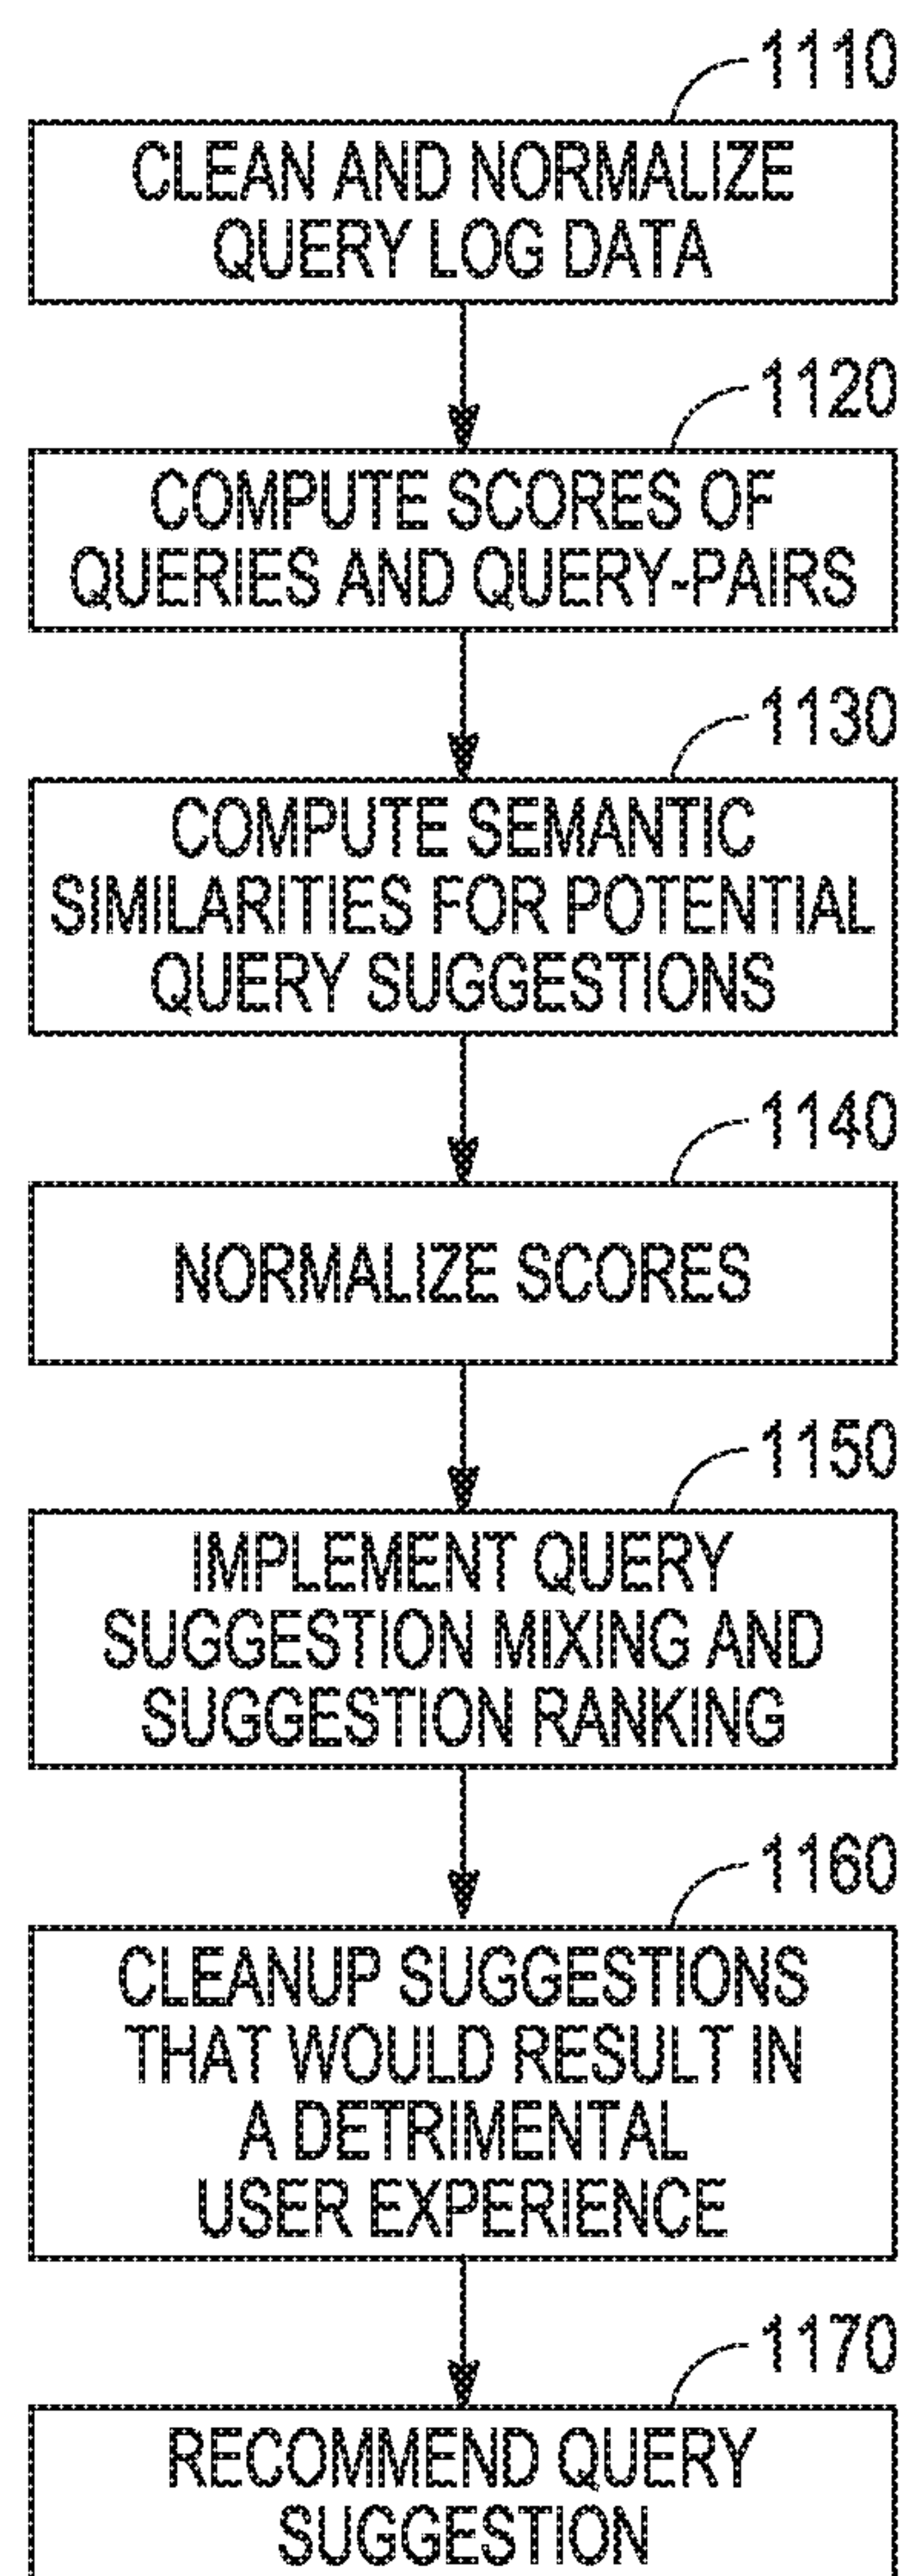 1110
CLEAN AND NORMALIZE
QUERY LOG DATA
1120
COMPUTE SCORES OF
QUERIES AND QUERY-PAIRS
1130
COMPUTE SEMANTIC
SIMILARITIES FOR POTENTIAL
QUERY SUGGESTIONS
1140
NORMALIZE SCORES
1150
IMPLEMENT QUERY
SUGGESTION MIXING AND
SUGGESTION RANKING
1160
CLEANUP SUGGESTIONS
THAT WOULD RESULT IN
A DETRIMENTAL
USER EXPERIENCE
1170
RECOMMEND QUERY
SUGGESTION